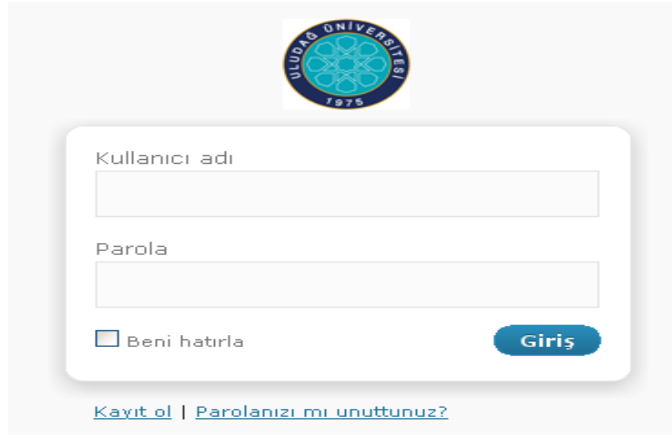 ULUDAĞ ÜNİVERSİTESİ
1975
Kullanıcı adı
Parola
Beni hatırla
Giriş
Kayıt ol | Parolanızı mı unuttunuz?